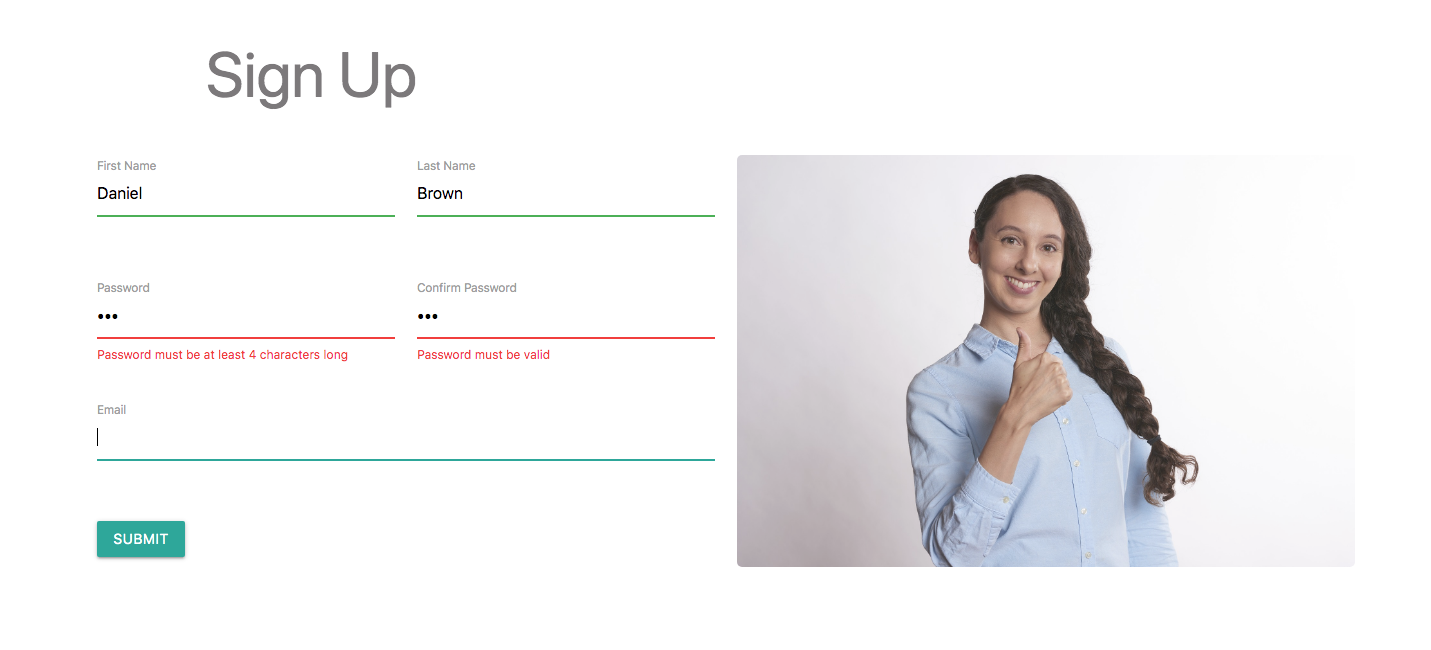 Sign Up
First Name
Last Name
Daniel
Brown
Password
Confirm Password
•••
•••
Password must be at least 4 characters long
Password must be valid
Email
SUBMIT